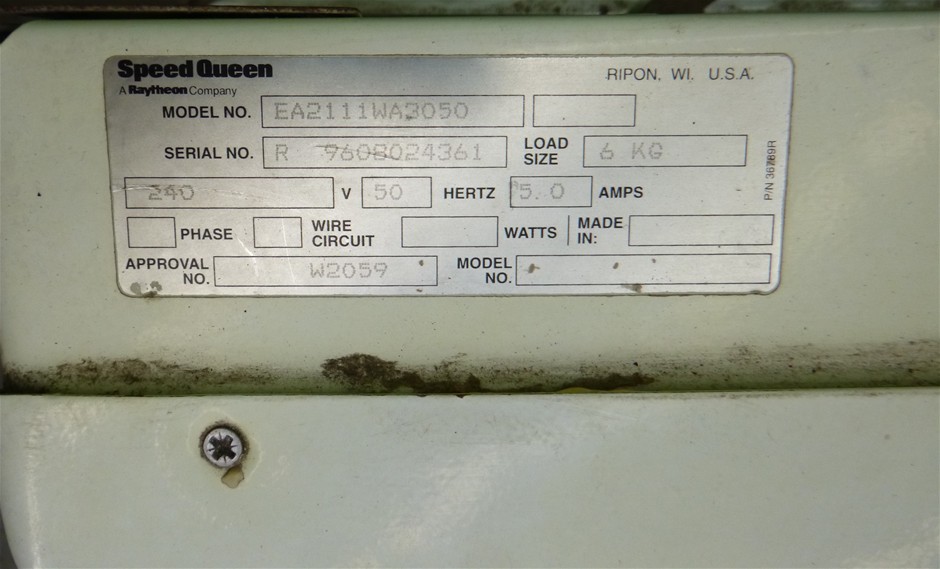 Speed Queen RIPON, WI. U.S.A.
A Raytheon Company
MODEL NO. EA2111WA3050
SERIAL NO. R 9608024361 LOAD SIZE 6 KG
240 V 50 HERTZ 5.0 AMPS
PHASE WIRE CIRCUIT WATTS MADE IN:
APPROVAL NO. W2059 MODEL NO.
P/N 36789R